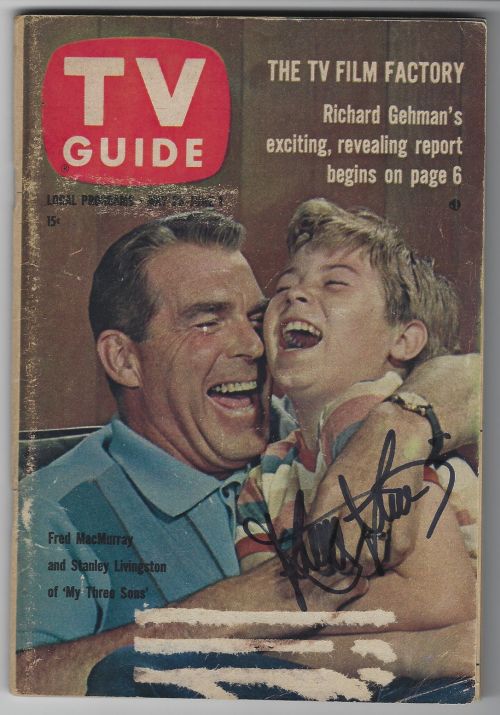 TV
GUIDE
®
THE TV FILM FACTORY
Richard Gehman's
exciting, revealing report
begins on page 6
LOCAL PROGRAMS
15¢
Fred MacMurray
and Stanley Livingston
of 'My Three Sons'